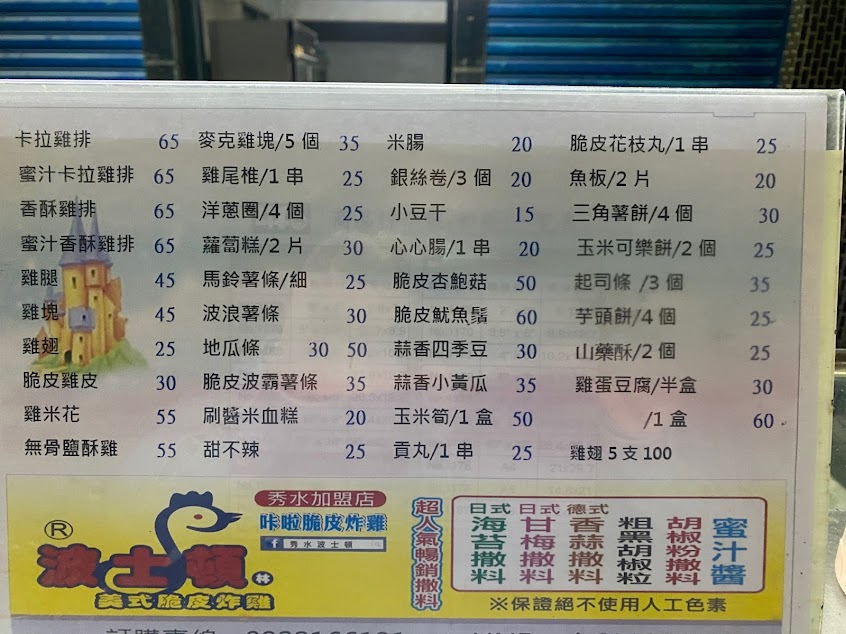 卡拉雞排 65
蜜汁卡拉雞排 65
香酥雞排 65
蜜汁香酥雞排 65
雞腿 45
雞塊 45
雞翅 25
脆皮雞皮 30
雞米花 55
無骨鹽酥雞 55
麥克雞塊/5 個 35
雞尾椎/1 串 25
洋蔥圈/4 個 25
蘿蔔糕/2 片 30
馬鈴薯條/細 25
波浪薯條 30
地瓜條 30 50
脆皮波霸薯條 35
刷醬米血糕 20
甜不辣 25
米腸 20
銀絲卷/3 個 20
小豆干 15
心心腸/1 串 20
脆皮杏鮑菇 50
脆皮魷魚鬚 60
蒜香四季豆 30
蒜香小黃瓜 35
玉米筍/1 盒 50
貢丸/1 串 25
脆皮花枝丸/1 串 25
魚板/2 片 20
三角薯餅/4 個 30
玉米可樂餅/2 個 25
起司條 /3 個 35
芋頭餅/4 個 25
山藥酥/2 個 25
雞蛋豆腐/半盒 30
/1 盒 60
雞翅 5 支 100
®
波士頓
林
美式脆皮炸雞
秀水加盟店
咔啦脆皮炸雞
f 秀水波士頓
超人氣暢銷撒料
日式海苔撒料
日式甘梅撒料
德式香蒜撒料
粗黑胡椒粒
胡椒粉撒料
蜜汁醬
※保證絕不使用人工色素